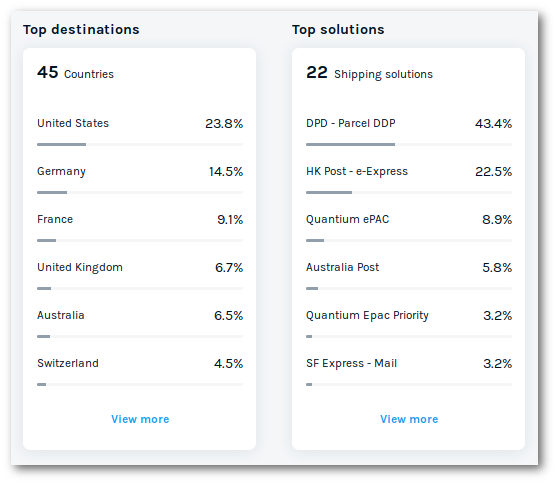 Top destinations
45 Countries
United States 23.8%
Germany 14.5%
France 9.1%
United Kingdom 6.7%
Australia 6.5%
Switzerland 4.5%
View more
Top solutions
22 Shipping solutions
DPD - Parcel DDP 43.4%
HK Post - e-Express 22.5%
Quantium ePAC 8.9%
Australia Post 5.8%
Quantium Epac Priority 3.2%
SF Express - Mail 3.2%
View more